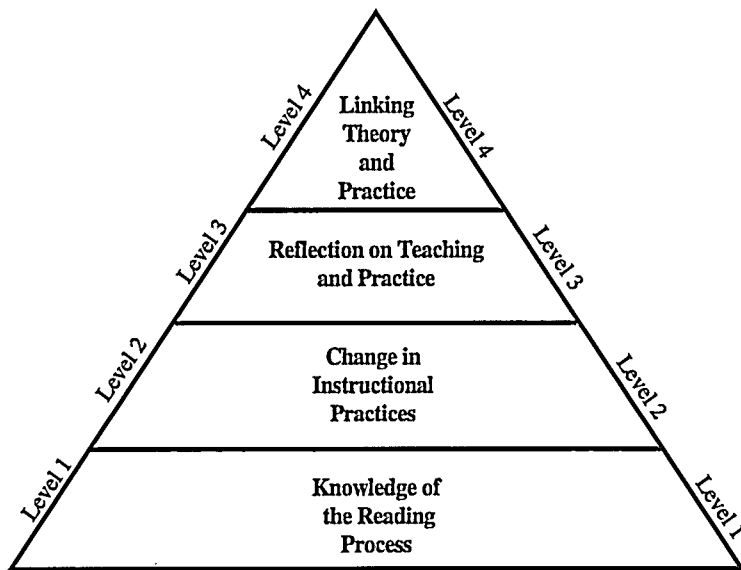 Level 4
Linking
Theory
and
Practice
Level 4
Level 3
Reflection on Teaching
and Practice
Level 3
Level 2
Change in
Instructional
Practices
Level 2
Level 1
Knowledge of
the Reading
Process
Level 1